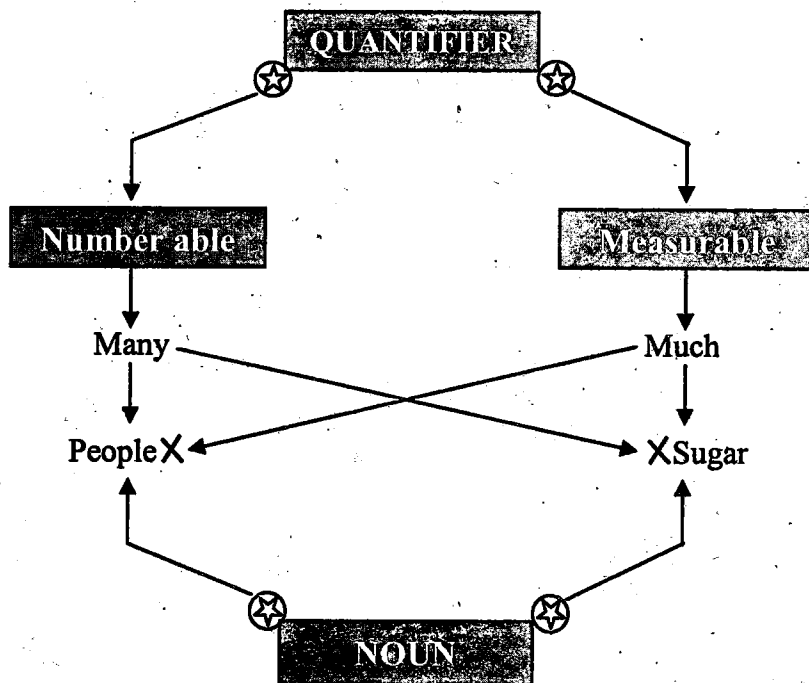 QUANTIFIER
Number able
Measurable
Many
Much
People X
X Sugar
NOUN